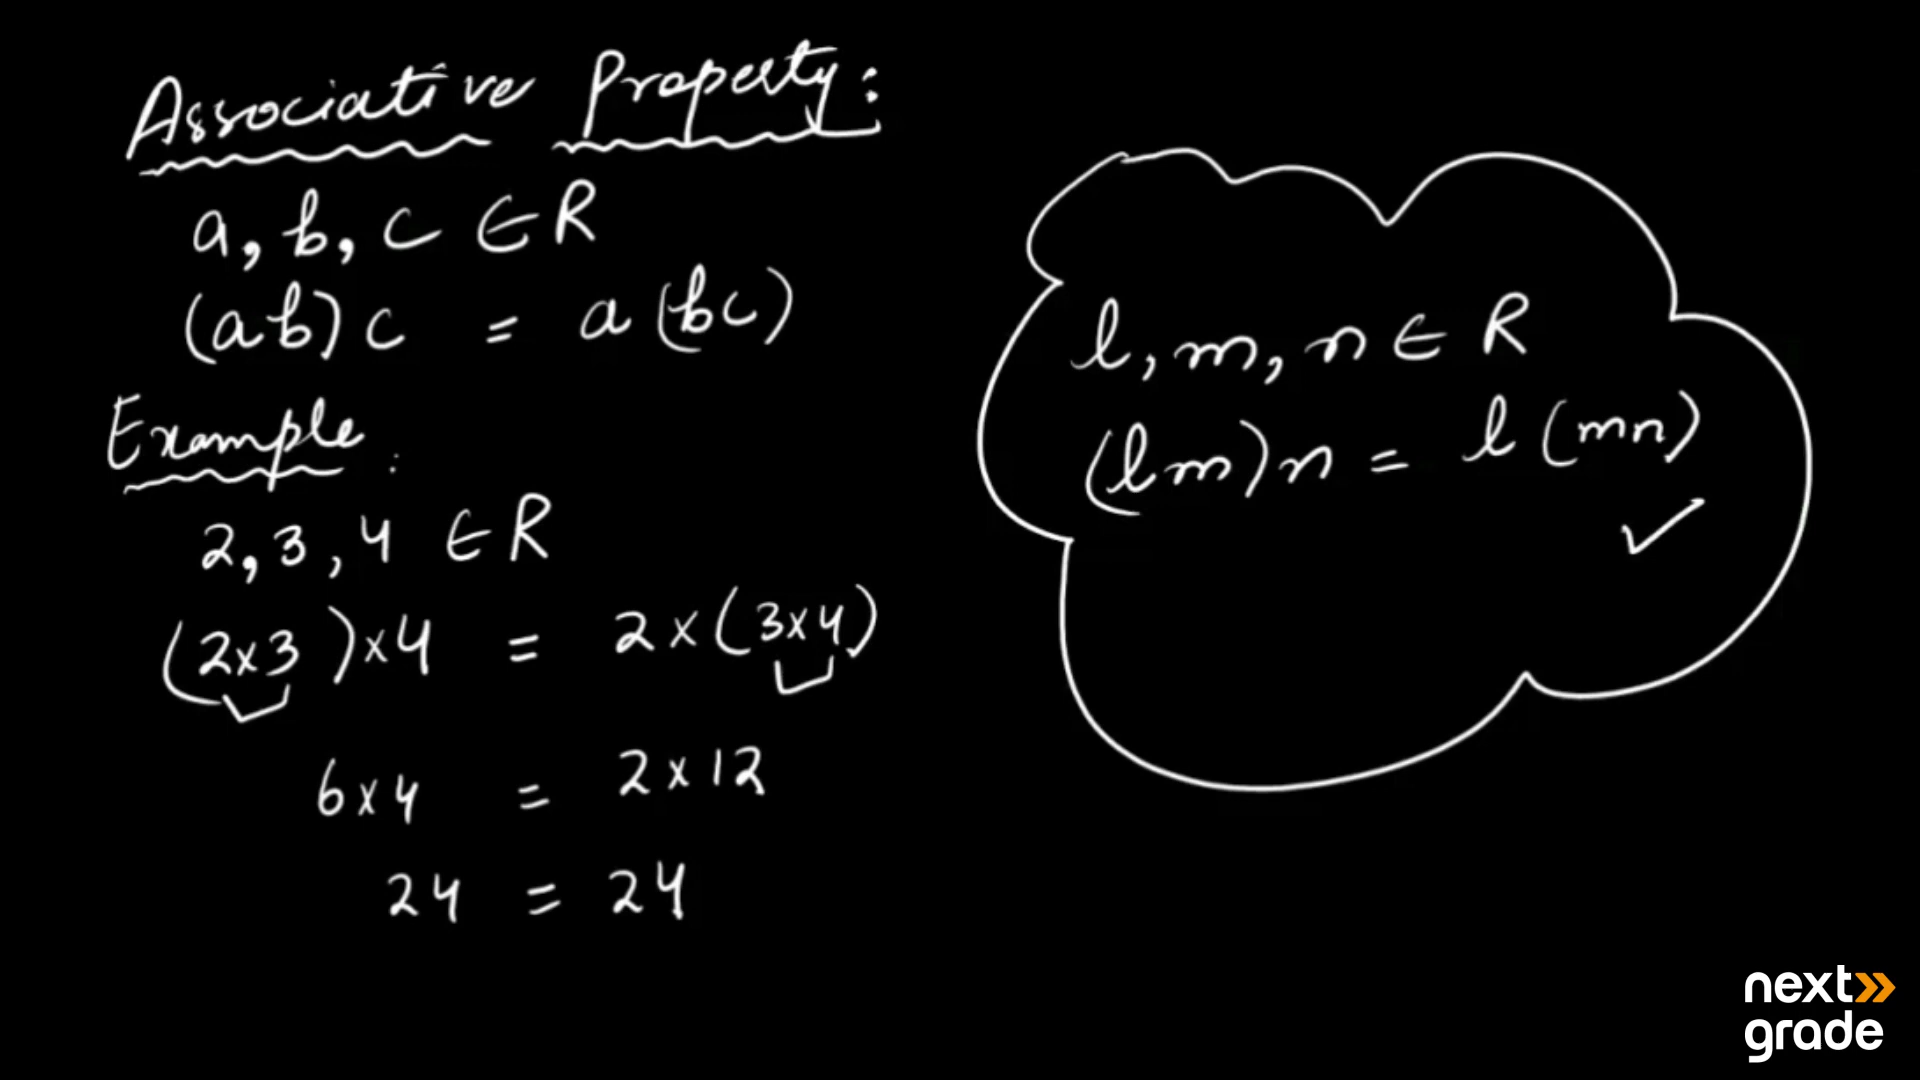 Associative Property:
a, b, c ∈ R
(ab)c = a(bc)
Example:
2, 3, 4 ∈ R
(2×3)×4 = 2×(3×4)
6×4 = 2×12
24 = 24
l, m, n ∈ R
(lm)n = l(mn)
✓
next
grade